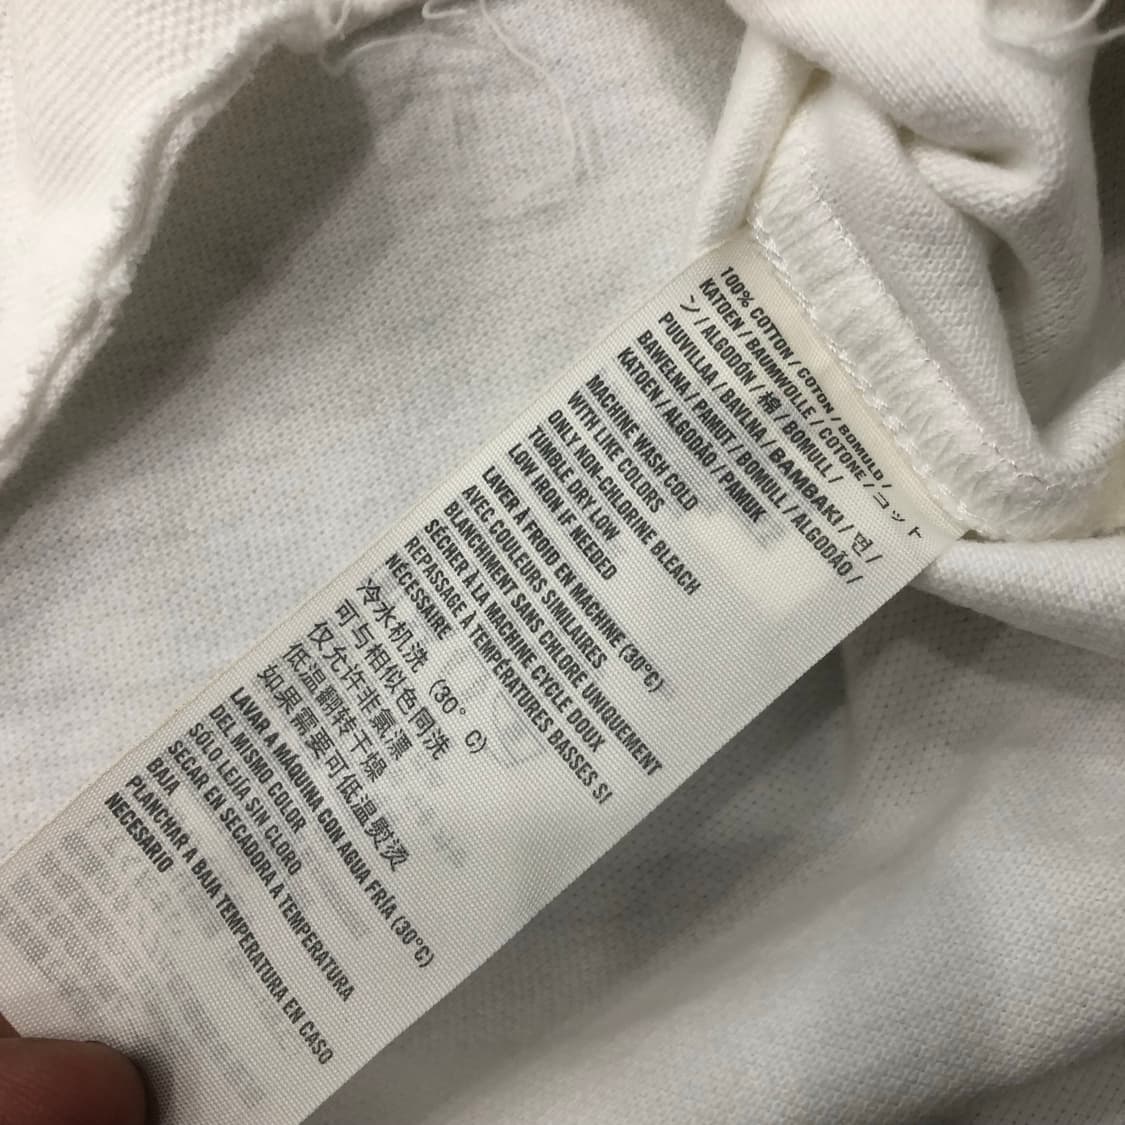 100% COTTON / COTON / BOMULD /
KATOEN / BAUMWOLLE / COTONE / コット
ン / ALGODÓN / 棉 / BOMULL /
PUUVILLAA / BAVLNA / BAMBAKI / 면 /
BAWEŁNA / PAMUT / BOMULL / ALGODÃO /
KATOEN / ALGODÃO / PAMUK
MACHINE WASH COLD
WITH LIKE COLORS
ONLY NON-CHLORINE BLEACH
TUMBLE DRY LOW
LOW IRON IF NEEDED
LAVER À FROID EN MACHINE (30°C)
AVEC COULEURS SIMILAIRES
BLANCHIMENT SANS CHLORE UNIQUEMENT
SÉCHER À LA MACHINE CYCLE DOUX
REPASSAGE À TEMPÉRATURES BASSES SI
NÉCESSAIRE
冷水机洗 (30° C)
可与相似色同洗
仅允许非氯漂
低温翻转干燥
如果需要可低温熨烫
LAVAR A MÁQUINA CON AGUA FRÍA (30°C)
DEL MISMO COLOR
SÓLO LEJÍA SIN CLORO
SECAR EN SECADORA A TEMPERATURA
BAJA
PLANCHAR A BAJA TEMPERATURA EN CASO
NECESARIO